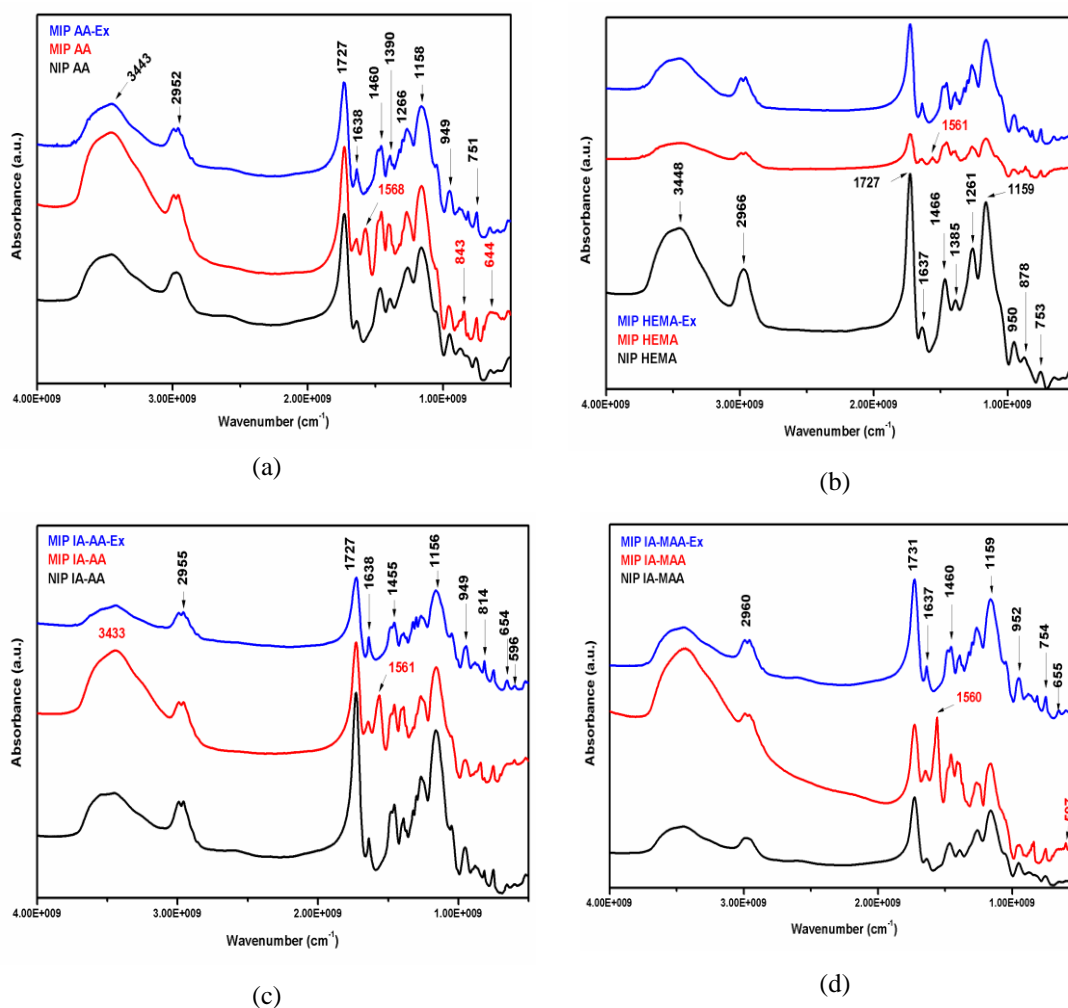 MIP AA-Ex
MIP AA
NIP AA
3443
2952
1727
1638
1460
1390
1266
1158
949
751
1568
843
644
Absorbance (a.u.)
4.00E+009 3.00E+009 2.00E+009 1.00E+009
Wavenumber (cm-1)
(a)
1561
1727
3448
2966
1637
1466
1385
1261
1159
950
878
753
MIP HEMA-Ex
MIP HEMA
NIP HEMA
Absorbance (a.u.)
4.00E+009 3.00E+009 2.00E+009 1.00E+009
Wavenumber (cm-1)
(b)
MIP IA-AA-Ex
MIP IA-AA
NIP IA-AA
3433
2955
1727
1638
1455
1156
949
814
654
596
1561
Absorbance (a.u.)
4.00E+009 3.00E+009 2.00E+009 1.00E+009
Wavenumber (cm-1)
(c)
MIP IA-MAA-Ex
MIP IA-MAA
NIP IA-MAA
2960
1731
1637
1460
1159
952
754
655
1560
Absorbance (a.u.)
4.00E+009 3.00E+009 2.00E+009 1.00E+009
Wavenumber (cm-1)
(d)